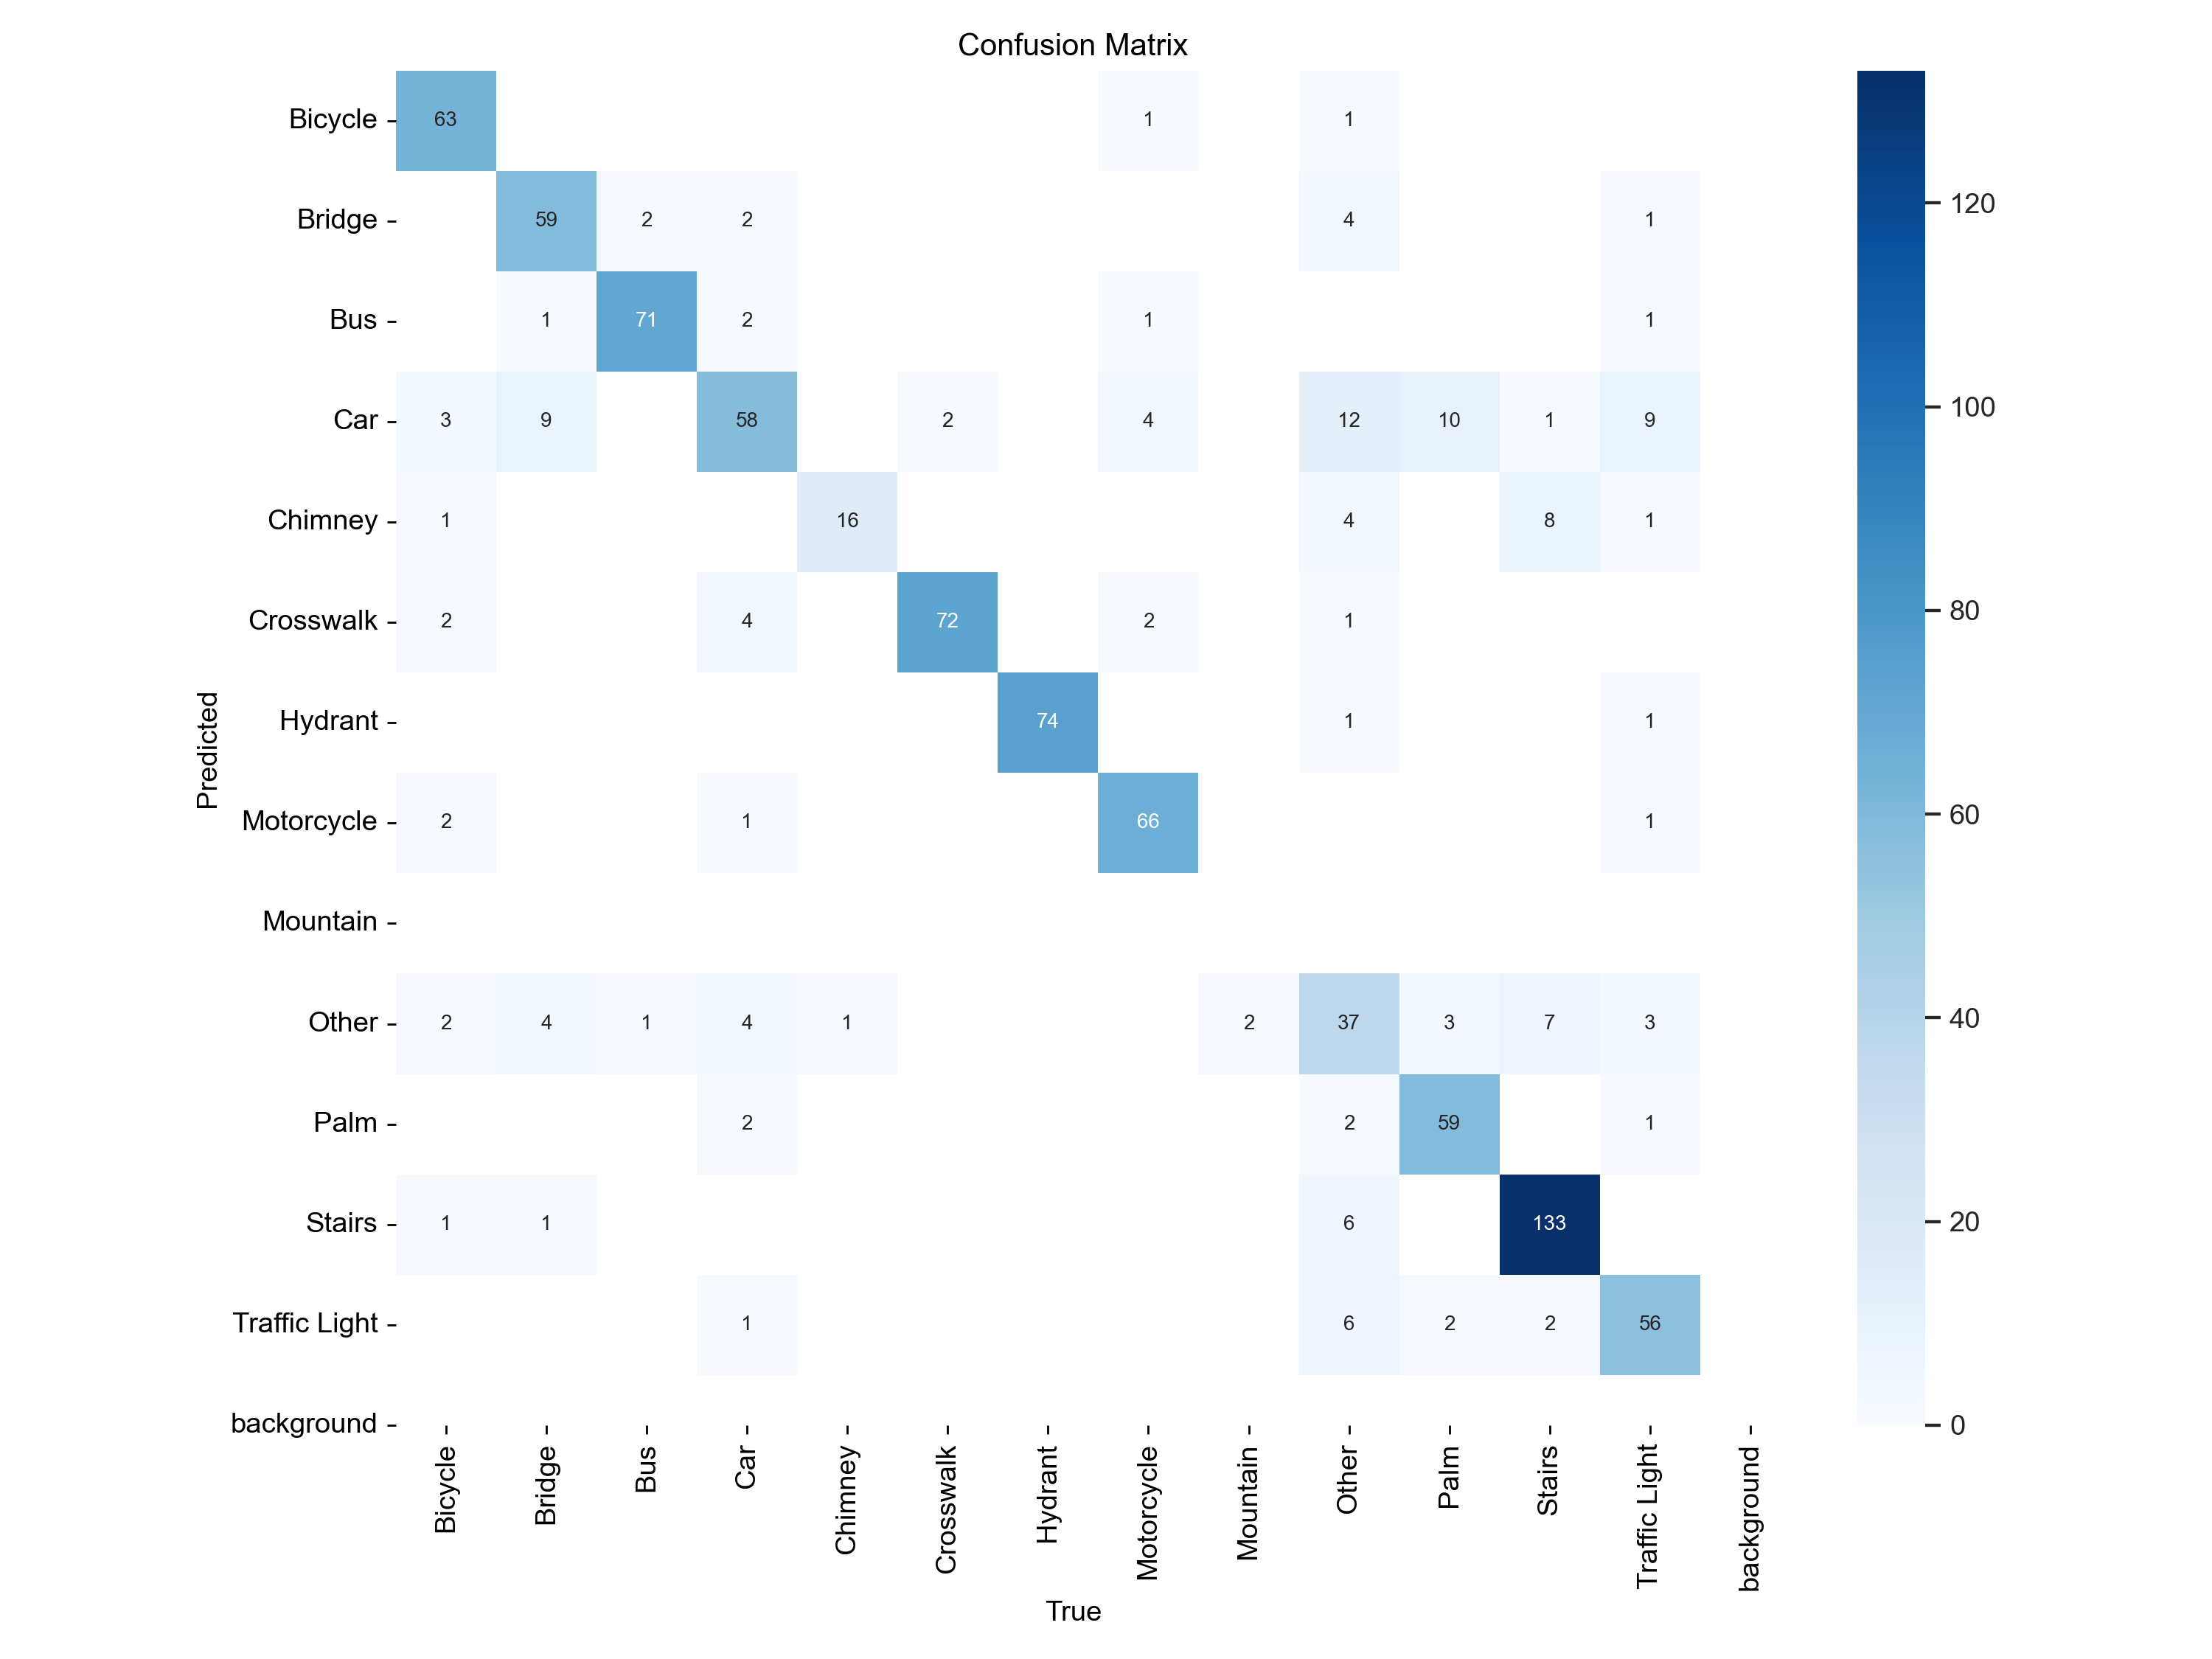 Confusion Matrix
Bicycle 63 1 1
Bridge 59 2 2 4 1
Bus 1 71 2 1 1
Car 3 9 58 2 4 12 10 1 9
Chimney 1 16 4 8 1
Crosswalk 2 4 72 2 1
Hydrant 74 1 1
Motorcycle 2 1 66 1
Mountain
Other 2 4 1 4 1 2 37 3 7 3
Palm 2 2 59 1
Stairs 1 1 6 133
Traffic Light 1 6 2 2 56
background
Predicted
Bicycle
Bridge
Bus
Car
Chimney
Crosswalk
Hydrant
Motorcycle
Mountain
Other
Palm
Stairs
Traffic Light
background
True
120
100
80
60
40
20
0